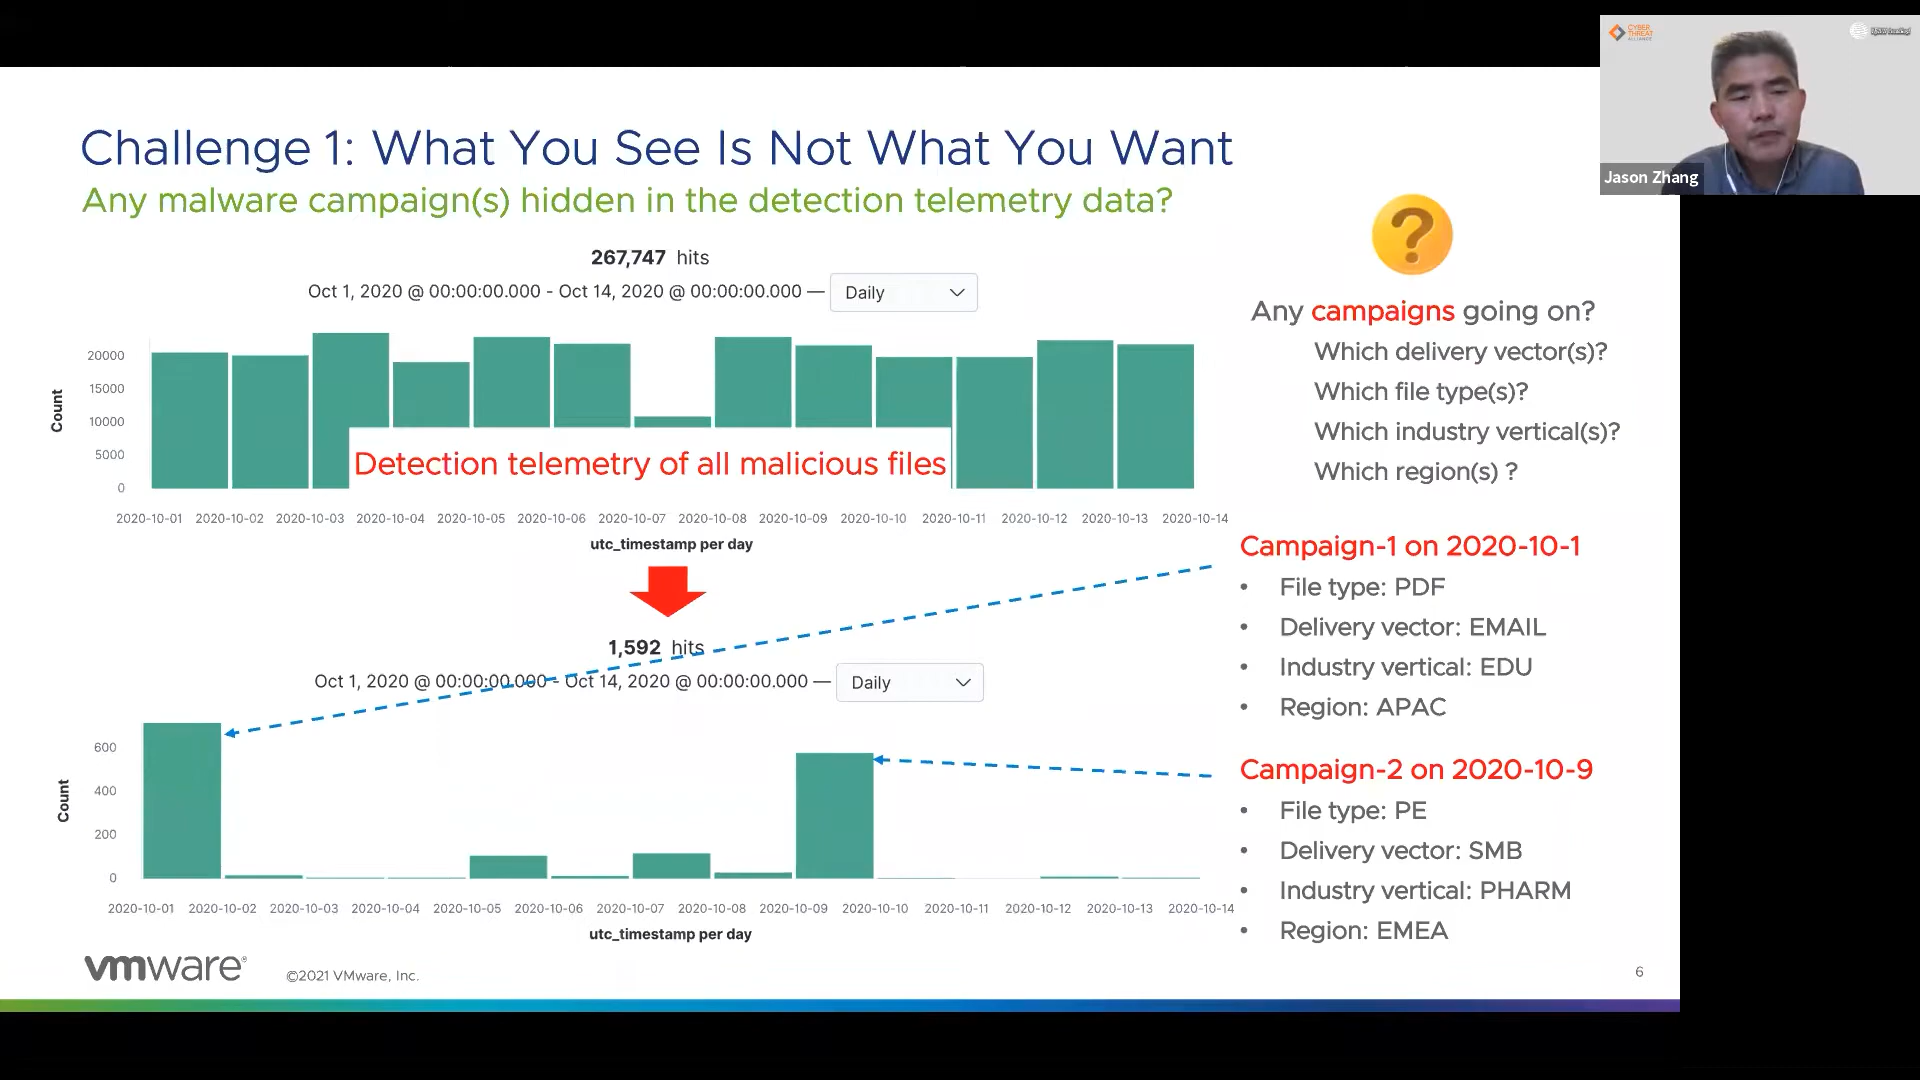 CYBER
THREAT
ALLIANCE
Jason Zhang
Challenge 1: What You See Is Not What You Want
Any malware campaign(s) hidden in the detection telemetry data?
267,747 hits
Oct 1, 2020 @ 00:00:00.000 - Oct 14, 2020 @ 00:00:00.000 — Daily
Count
20000
15000
10000
5000
0
Detection telemetry of all malicious files
2020-10-01 2020-10-02 2020-10-03 2020-10-04 2020-10-05 2020-10-06 2020-10-07 2020-10-08 2020-10-09 2020-10-10 2020-10-11 2020-10-12 2020-10-13 2020-10-14
utc_timestamp per day
1,592 hits
Oct 1, 2020 @ 00:00:00.000 - Oct 14, 2020 @ 00:00:00.000 — Daily
Count
600
400
200
0
2020-10-01 2020-10-02 2020-10-03 2020-10-04 2020-10-05 2020-10-06 2020-10-07 2020-10-08 2020-10-09 2020-10-10 2020-10-11 2020-10-12 2020-10-13 2020-10-14
utc_timestamp per day
?
Any campaigns going on?
Which delivery vector(s)?
Which file type(s)?
Which industry vertical(s)?
Which region(s) ?
Campaign-1 on 2020-10-1
• File type: PDF
• Delivery vector: EMAIL
• Industry vertical: EDU
• Region: APAC
Campaign-2 on 2020-10-9
• File type: PE
• Delivery vector: SMB
• Industry vertical: PHARM
• Region: EMEA
vmware®
©2021 VMware, Inc.
6